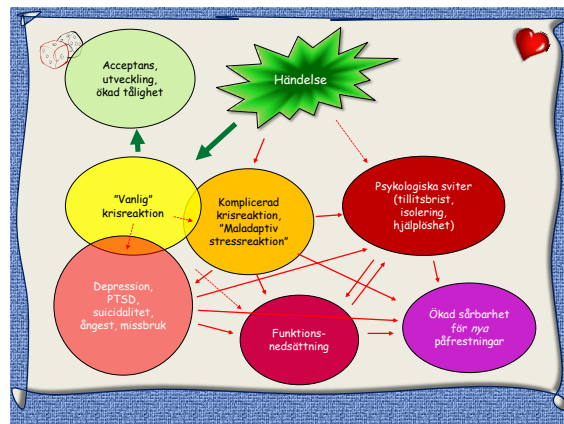 Acceptans,
utveckling,
ökad tålighet
Händelse
"Vanlig"
krisreaktion
Komplicerad
krisreaktion,
"Maladaptiv
stressreaktion"
Psykologiska sviter
(tillitsbrist,
isolering,
hjälplöshet)
Depression,
PTSD,
suicidalitet,
ångest, missbruk
Funktions-
nedsättning
Ökad sårbarhet
för nya
påfrestningar